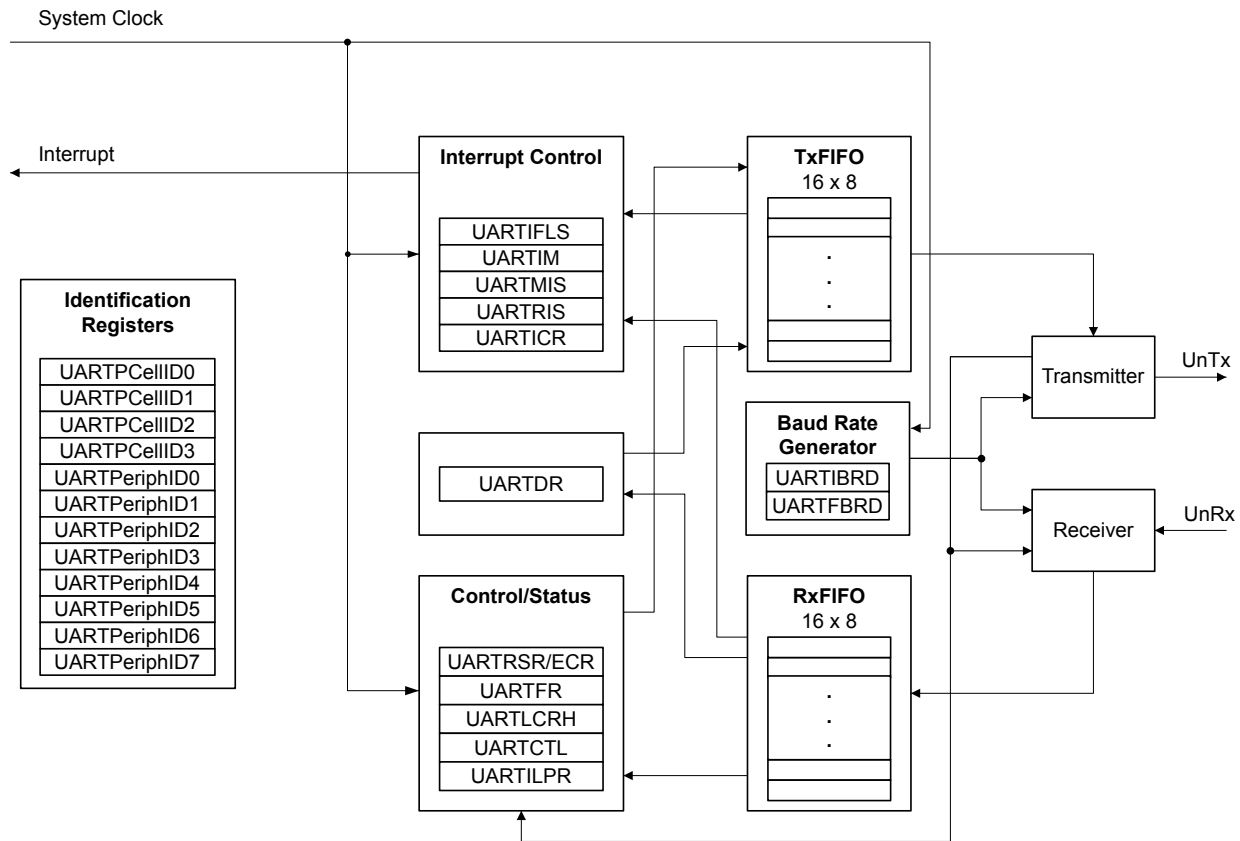 System Clock
Interrupt
Interrupt Control
UARTIFLS
UARTIM
UARTMIS
UARTRIS
UARTICR
TxFIFO
16 x 8
.
.
.
Identification
Registers
UARTPCellID0
UARTPCellID1
UARTPCellID2
UARTPCellID3
UARTPeriphID0
UARTPeriphID1
UARTPeriphID2
UARTPeriphID3
UARTPeriphID4
UARTPeriphID5
UARTPeriphID6
UARTPeriphID7
Transmitter
UnTx
UARTDR
Baud Rate
Generator
UARTIBRD
UARTFBRD
Receiver
UnRx
Control/Status
UARTRSR/ECR
UARTFR
UARTLCRH
UARTCTL
UARTILPR
RxFIFO
16 x 8
.
.
.